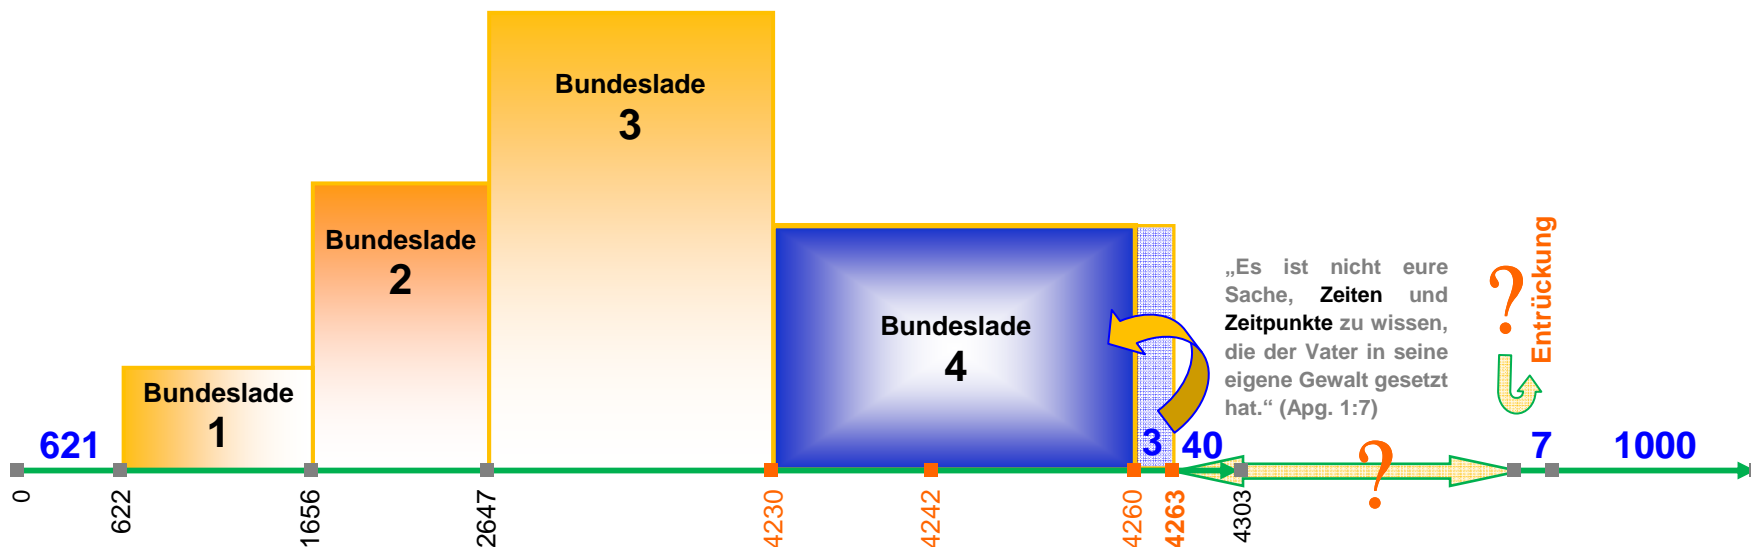 Bundeslade
1
Bundeslade
2
Bundeslade
3
Bundeslade
4
„Es ist nicht eure
Sache, Zeiten und
Zeitpunkte zu wissen,
die der Vater in seine
eigene Gewalt gesetzt
hat.“ (Apg. 1:7)
?
Entrückung
621
3
40
?
7
1000
0
622
1656
2647
4230
4242
4260
4263
4303